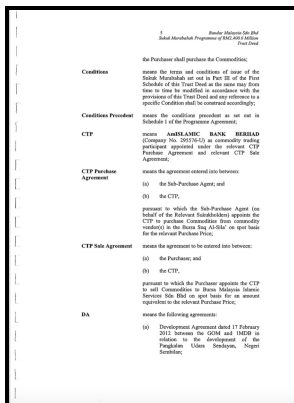 5
Bandar Malaysia Sdn Bhd
Sukuk Murabahah Programme of RM2,400.0 Million
Trust Deed
the Purchaser shall purchase the Commodities;
Conditions
means the terms and conditions of issue of the
Sukuk Murabahah set out in Part III of the First
Schedule of this Trust Deed as the same may from
time to time be modified in accordance with the
provisions of this Trust Deed and any reference to a
specific Condition shall be construed accordingly;
Conditions Precedent
means the conditions precedent as set out in
Schedule 1 of the Programme Agreement;
CTP
means AmISLAMIC BANK BERHAD
(Company No. 295576-U) as commodity trading
participant appointed under the relevant CTP
Purchase Agreement and relevant CTP Sale
Agreement;
CTP Purchase
Agreement
means the agreement entered into between:
(a) the Sub-Purchase Agent; and
(b) the CTP,
pursuant to which the Sub-Purchase Agent (on
behalf of the Relevant Sukukholders) appoints the
CTP to purchase Commodities from commodity
vendor(s) in the Bursa Suq Al-Sila' on spot basis
for the relevant Purchase Price;
CTP Sale Agreement
means the agreement to be entered into between:
(a) the Purchaser; and
(b) the CTP,
pursuant to which the Purchaser appoints the CTP
to sell Commodities to Bursa Malaysia Islamic
Services Sdn Bhd on spot basis for an amount
equivalent to the relevant Purchase Price;
DA
means the following agreements:
(a) Development Agreement dated 17 February
2012 between the GOM and 1MDB in
relation to the development of the
Pangkalan Udara Sendayan, Negeri
Sembilan;